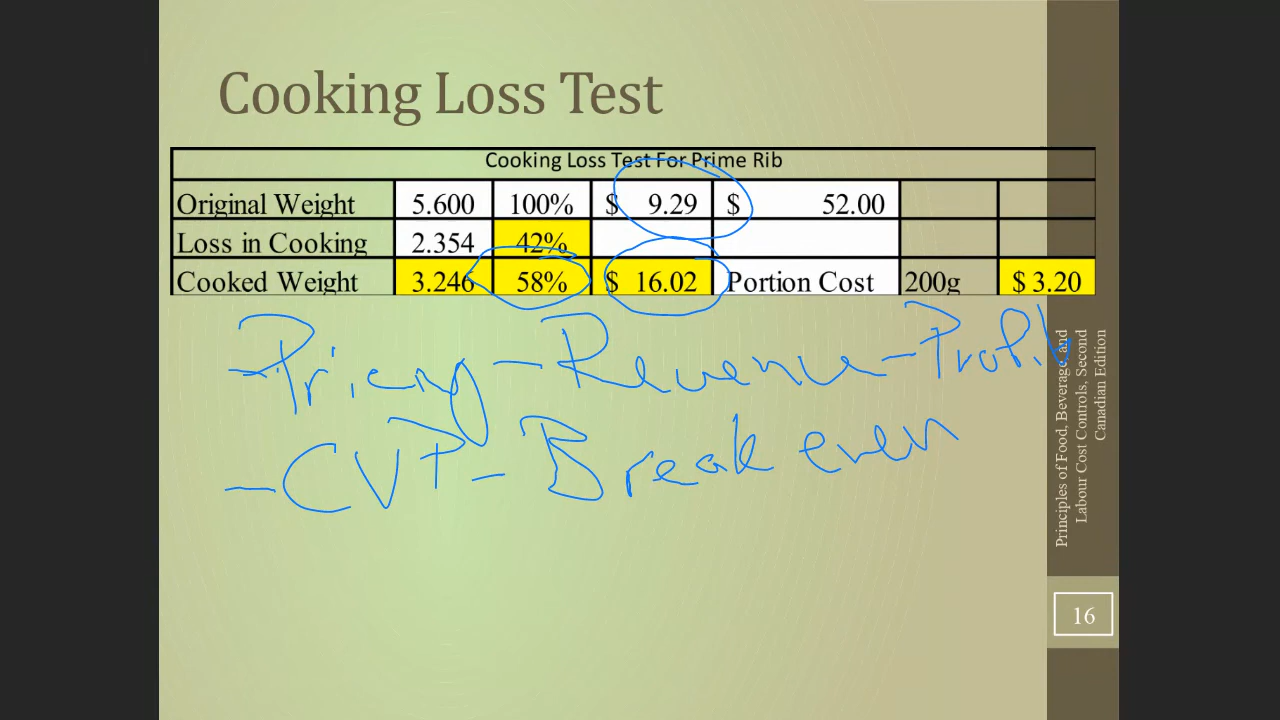 Cooking Loss Test
Cooking Loss Test For Prime Rib
Original Weight 5.600 100% $ 9.29 $ 52.00
Loss in Cooking 2.354 42%
Cooked Weight 3.246 58% $ 16.02 Portion Cost 200g $ 3.20
- Pricing - Revenue - Profit
- CVP - Break even
Principles of Food, Beverage, and
Labour Cost Controls, Second
Canadian Edition
16